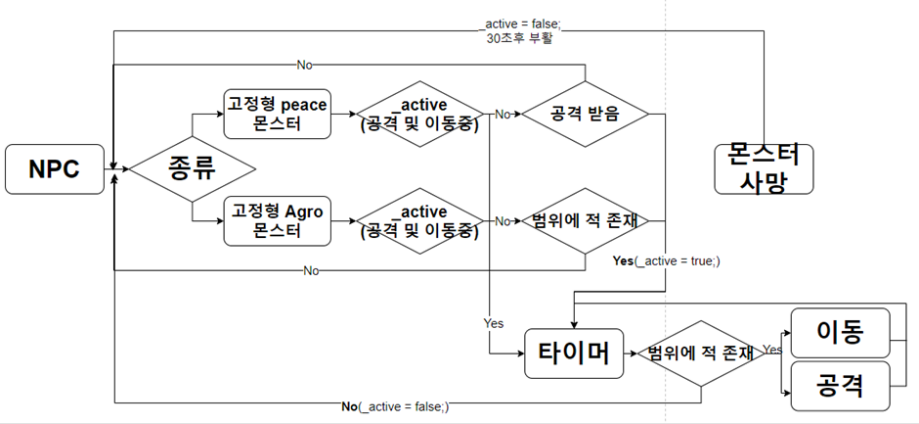 _active = false;
30초후 부활
No
고정형 peace
몬스터
_active
(공격 및 이동중)
No
공격 받음
NPC
종류
몬스터
사망
고정형 Agro
몬스터
_active
(공격 및 이동중)
No
범위에 적 존재
No
Yes(_active = true;)
Yes
타이머
범위에 적 존재
Yes
이동
공격
No(_active = false;)